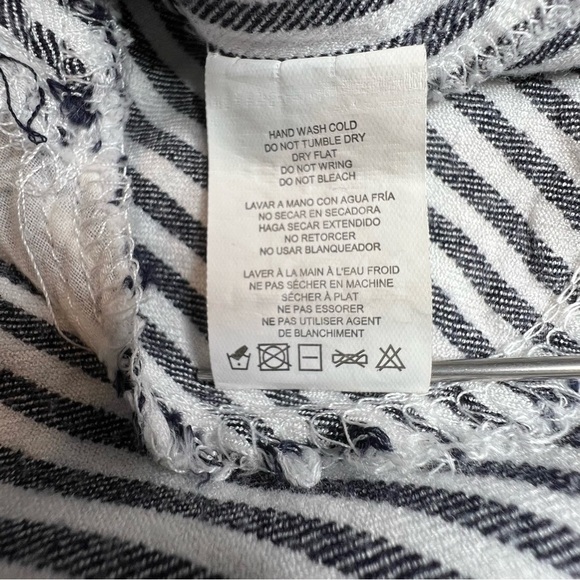 HAND WASH COLD
DO NOT TUMBLE DRY
DRY FLAT
DO NOT WRING
DO NOT BLEACH
LAVAR A MANO CON AGUA FRÍA
NO SECAR EN SECADORA
HAGA SECAR EXTENDIDO
NO RETORCER
NO USAR BLANQUEADOR
LAVER À LA MAIN À L'EAU FROID
NE PAS SÉCHER EN MACHINE
SÉCHER À PLAT
NE PAS ESSORER
NE PAS UTILISER AGENT
DE BLANCHIMENT